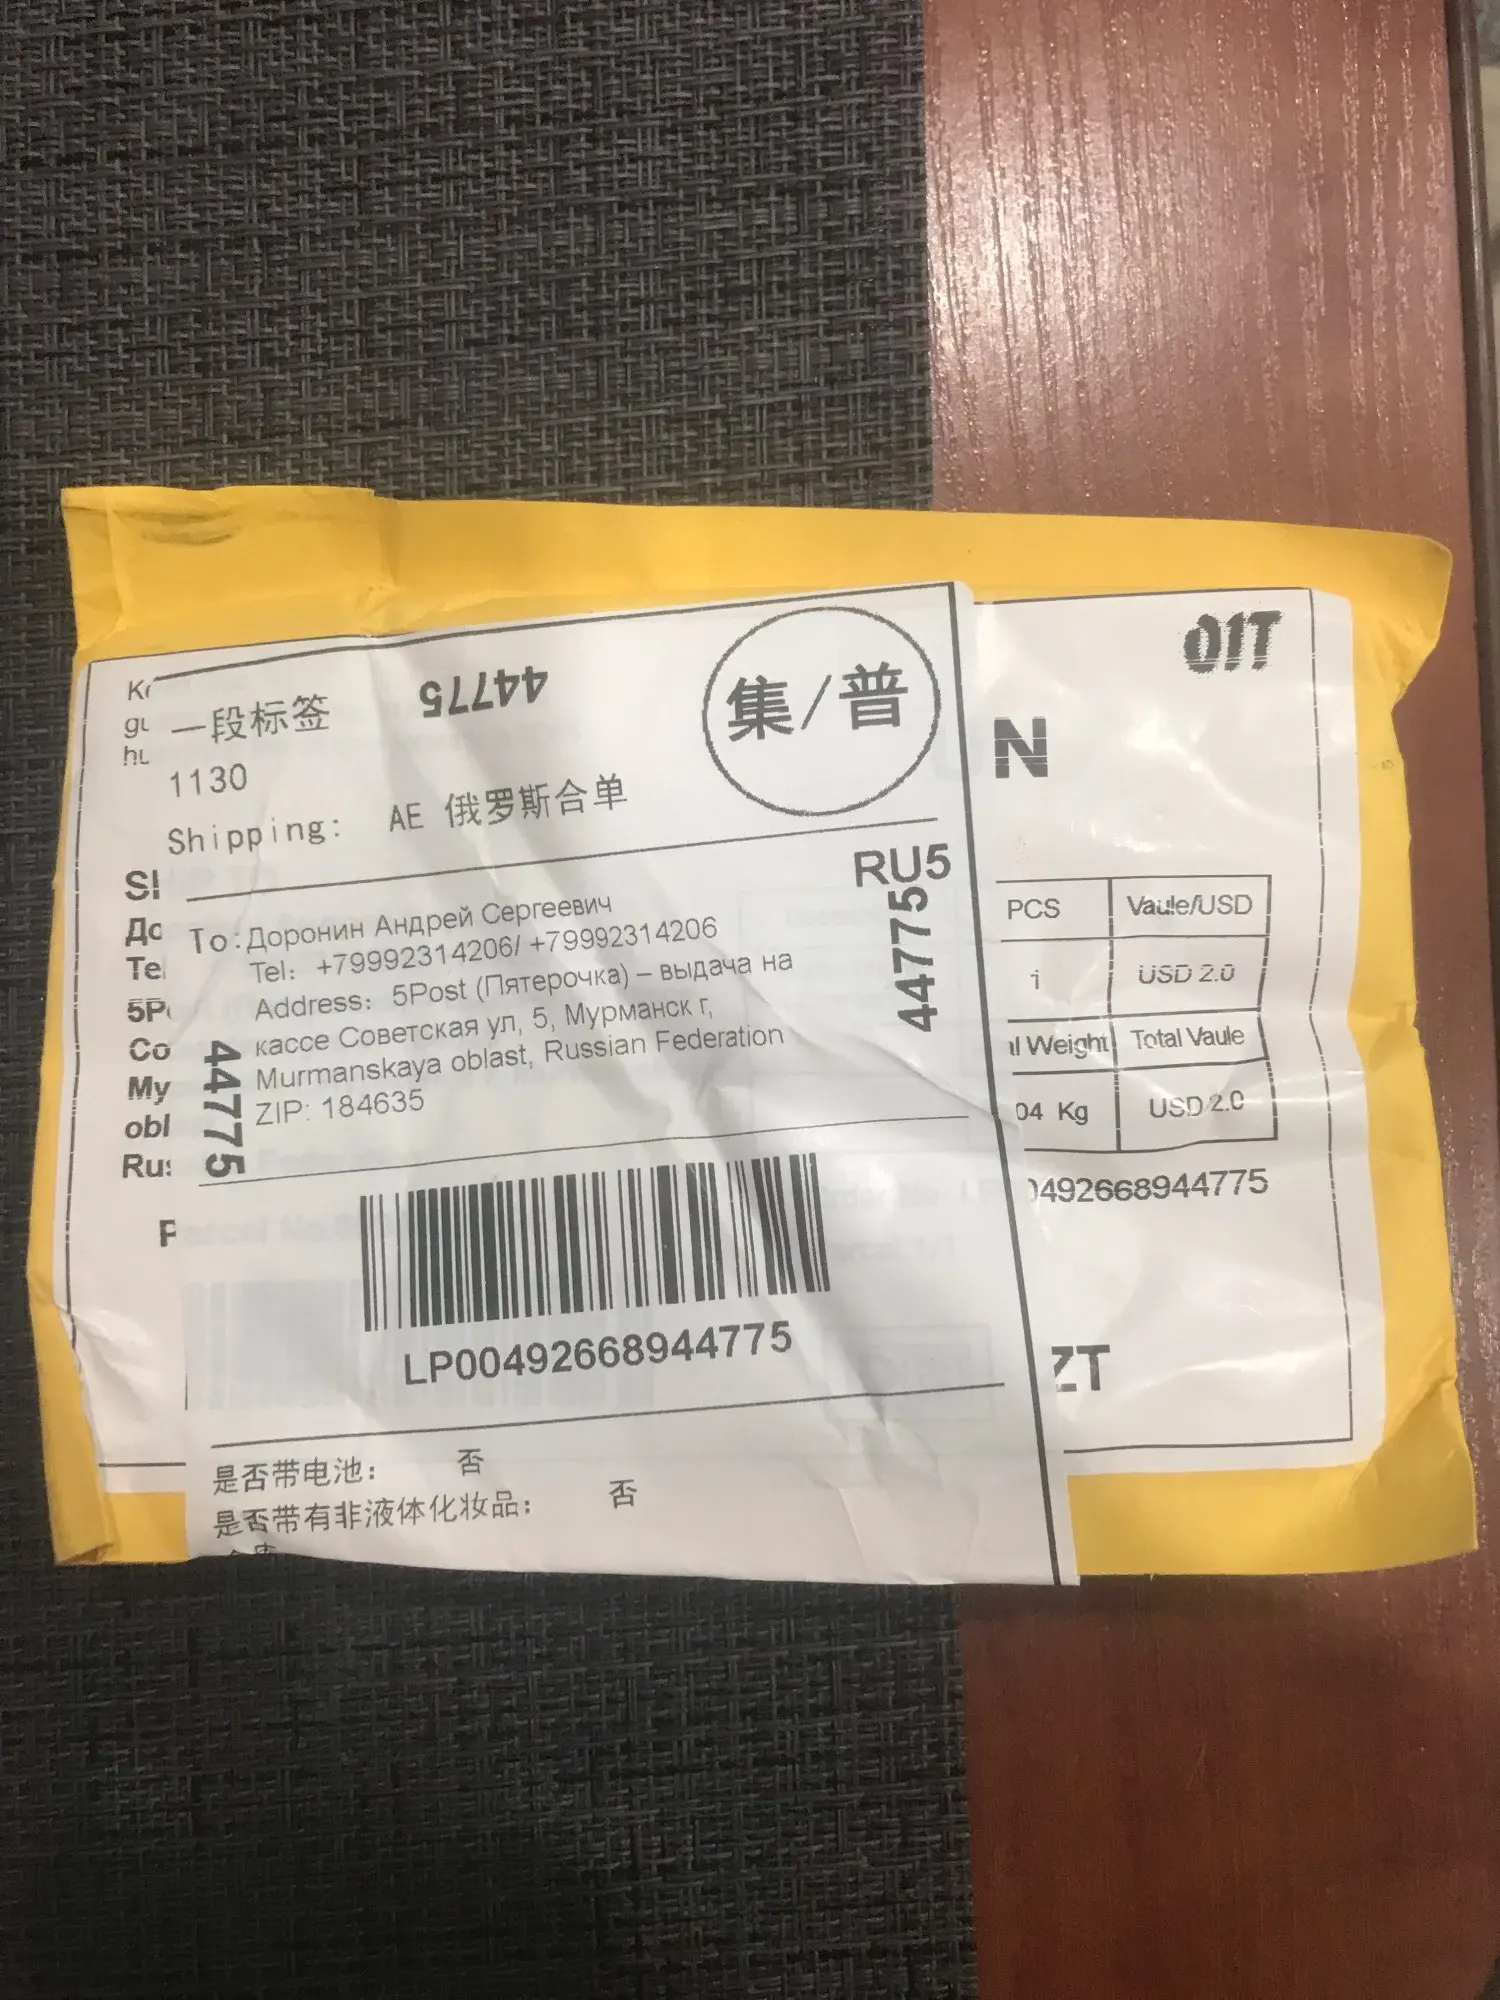 01T
44775
集/普
一段标签
1130
Shipping: AE 俄罗斯合单
N
RU5
To:Доронин Андрей Сергеевич
Tel: +79992314206/ +79992314206
Address: 5Post (Пятерочка) – выдача на
кассе Советская ул, 5, Мурманск г,
Murmanskaya oblast, Russian Federation
ZIP: 184635
44775
44775
PCS Vaule/USD
1 USD 2.0
Weight Total Vaule
04 Kg USD 2.0
0492668944775
LP00492668944775
ZT
是否带电池: 否
是否带有非液体化妆品: 否